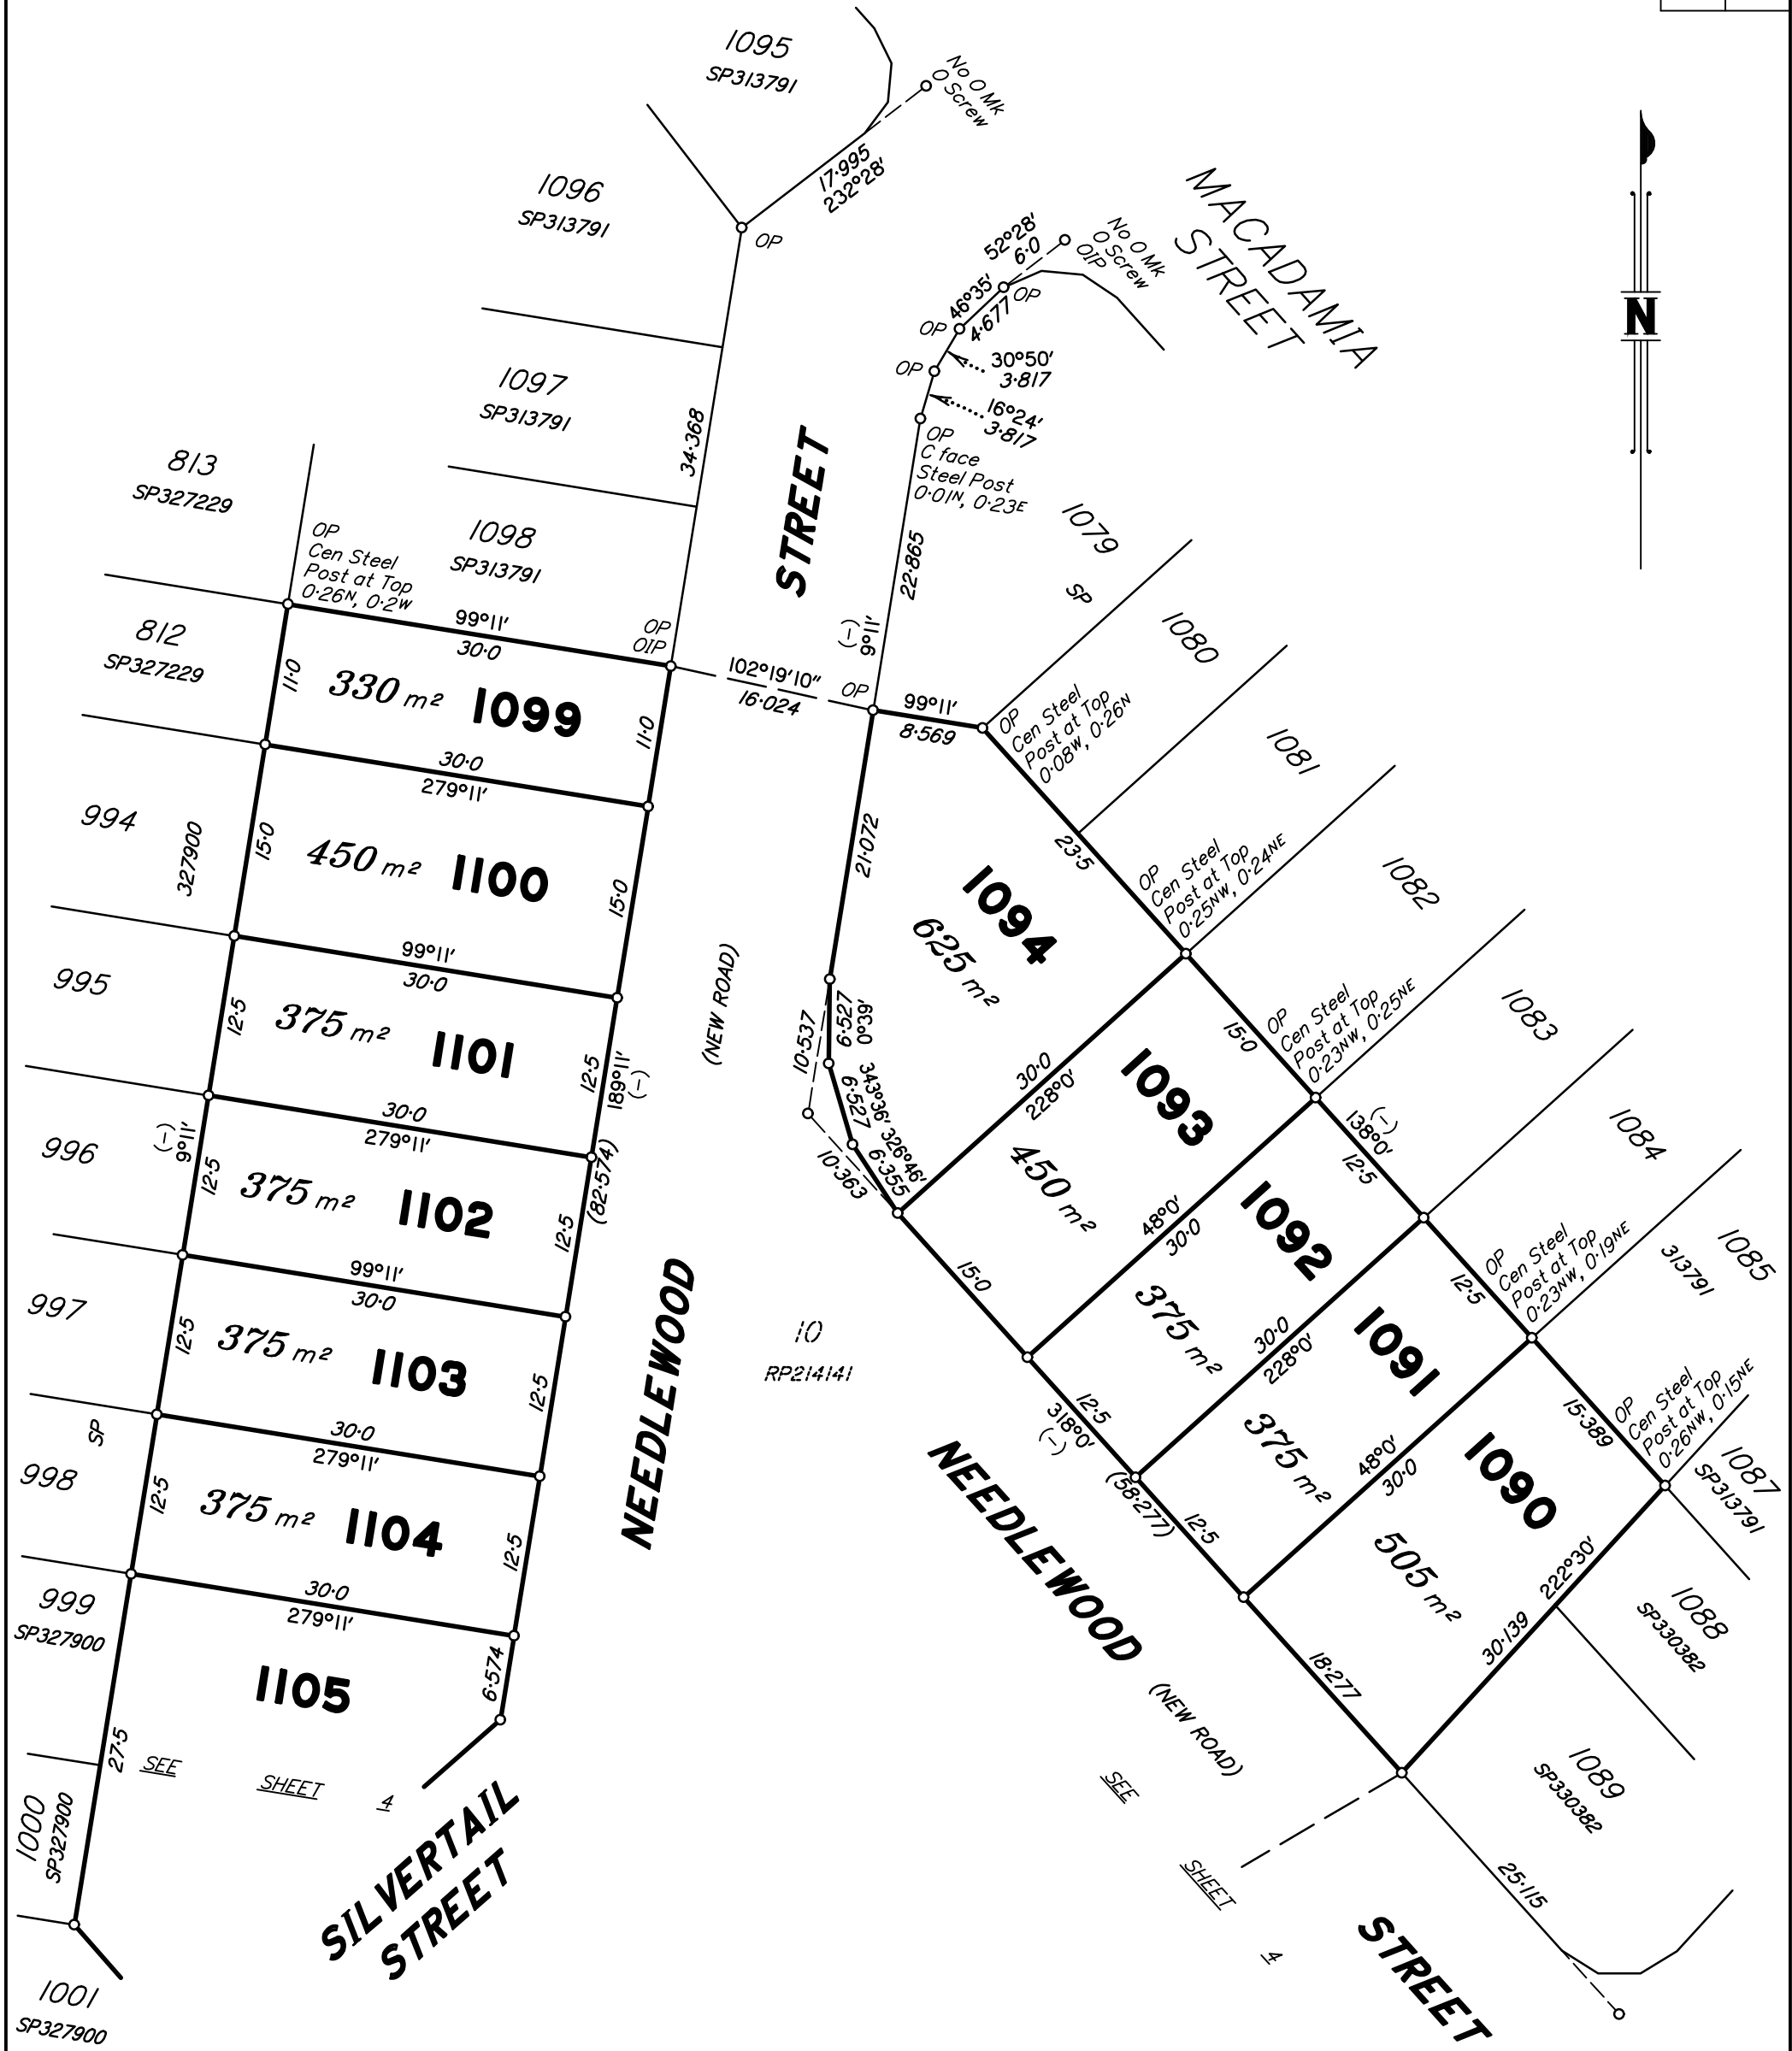 1095
SP313791
No O Mk
O Screw
17·995
232°28'
1096
SP313791
OP
MACADAMIA
STREET
52°28'
6·0
No O Mk
O Screw
OIP
46°35'
4·677
OP
OP
OP
30°50'
3·817
16°24'
3·817
OP
C face
Steel Post
0·01N, 0·23E
N
1097
SP313791
34·368
STREET
22·865
(-)
9°11'
813
SP327229
1098
SP313791
OP
Cen Steel
Post at Top
0·26N, 0·2W
812
SP327229
99°11'
30·0
OP
OIP
102°19'10"
16·024
OP
99°11'
8·569
1079
SP
1080
1081
1082
1083
1084
1085
313791
OP
Cen Steel
Post at Top
0·08W, 0·26N
11·0
330 m²
1099
11·0
30·0
279°11'
994
327900
15·0
450 m²
1100
15·0
21·072
23·5
1094
625 m²
OP
Cen Steel
Post at Top
0·25NW, 0·24NE
99°11'
30·0
995
12·5
375 m²
1101
12·5
189°11'
(-)
(NEW ROAD)
10·537
6·527
0°39'
343°36'
6·527
326°46'
6·355
10·363
30·0
228°0'
15·0
1093
450 m²
OP
Cen Steel
Post at Top
0·23NW, 0·25NE
138°0'
(-)
30·0
279°11'
996
(-)
9°11'
12·5
375 m²
1102
12·5
(82·574)
15·0
48°0'
30·0
12·5
1092
375 m²
99°11'
30·0
997
12·5
375 m²
1103
12·5
NEEDLEWOOD
10
RP214141
12·5
318°0'
(-)
30·0
228°0'
12·5
1091
375 m²
OP
Cen Steel
Post at Top
0·23NW, 0·19NE
30·0
279°11'
SP
998
12·5
375 m²
1104
12·5
NEEDLEWOOD
(58·277)
12·5
48°0'
30·0
15·389
1090
505 m²
OP
Cen Steel
Post at Top
0·26NW, 0·15NE
1087
SP313791
30·0
279°11'
999
SP327900
1105
6·574
27·5
SEE
SHEET
4
1000
SP327900
SILVERTAIL
STREET
18·277
222°30'
30·139
1088
SP330382
(NEW ROAD)
SEE
SHEET
4
1089
SP330382
25·115
STREET
1001
SP327900